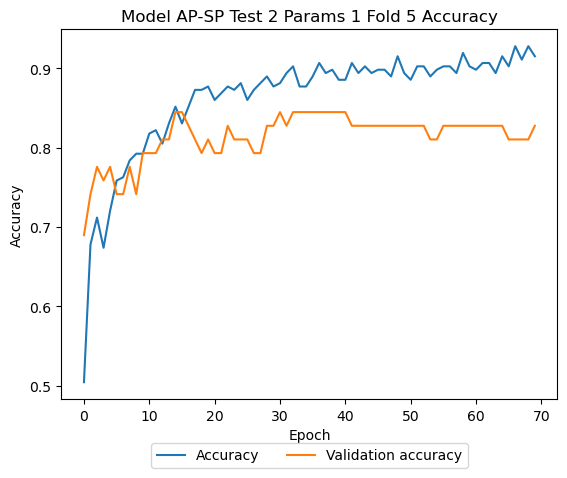 Model AP-SP Test 2 Params 1 Fold 5 Accuracy
Accuracy
0.9
0.8
0.7
0.6
0.5
0 10 20 30 40 50 60 70
Epoch
Accuracy Validation accuracy